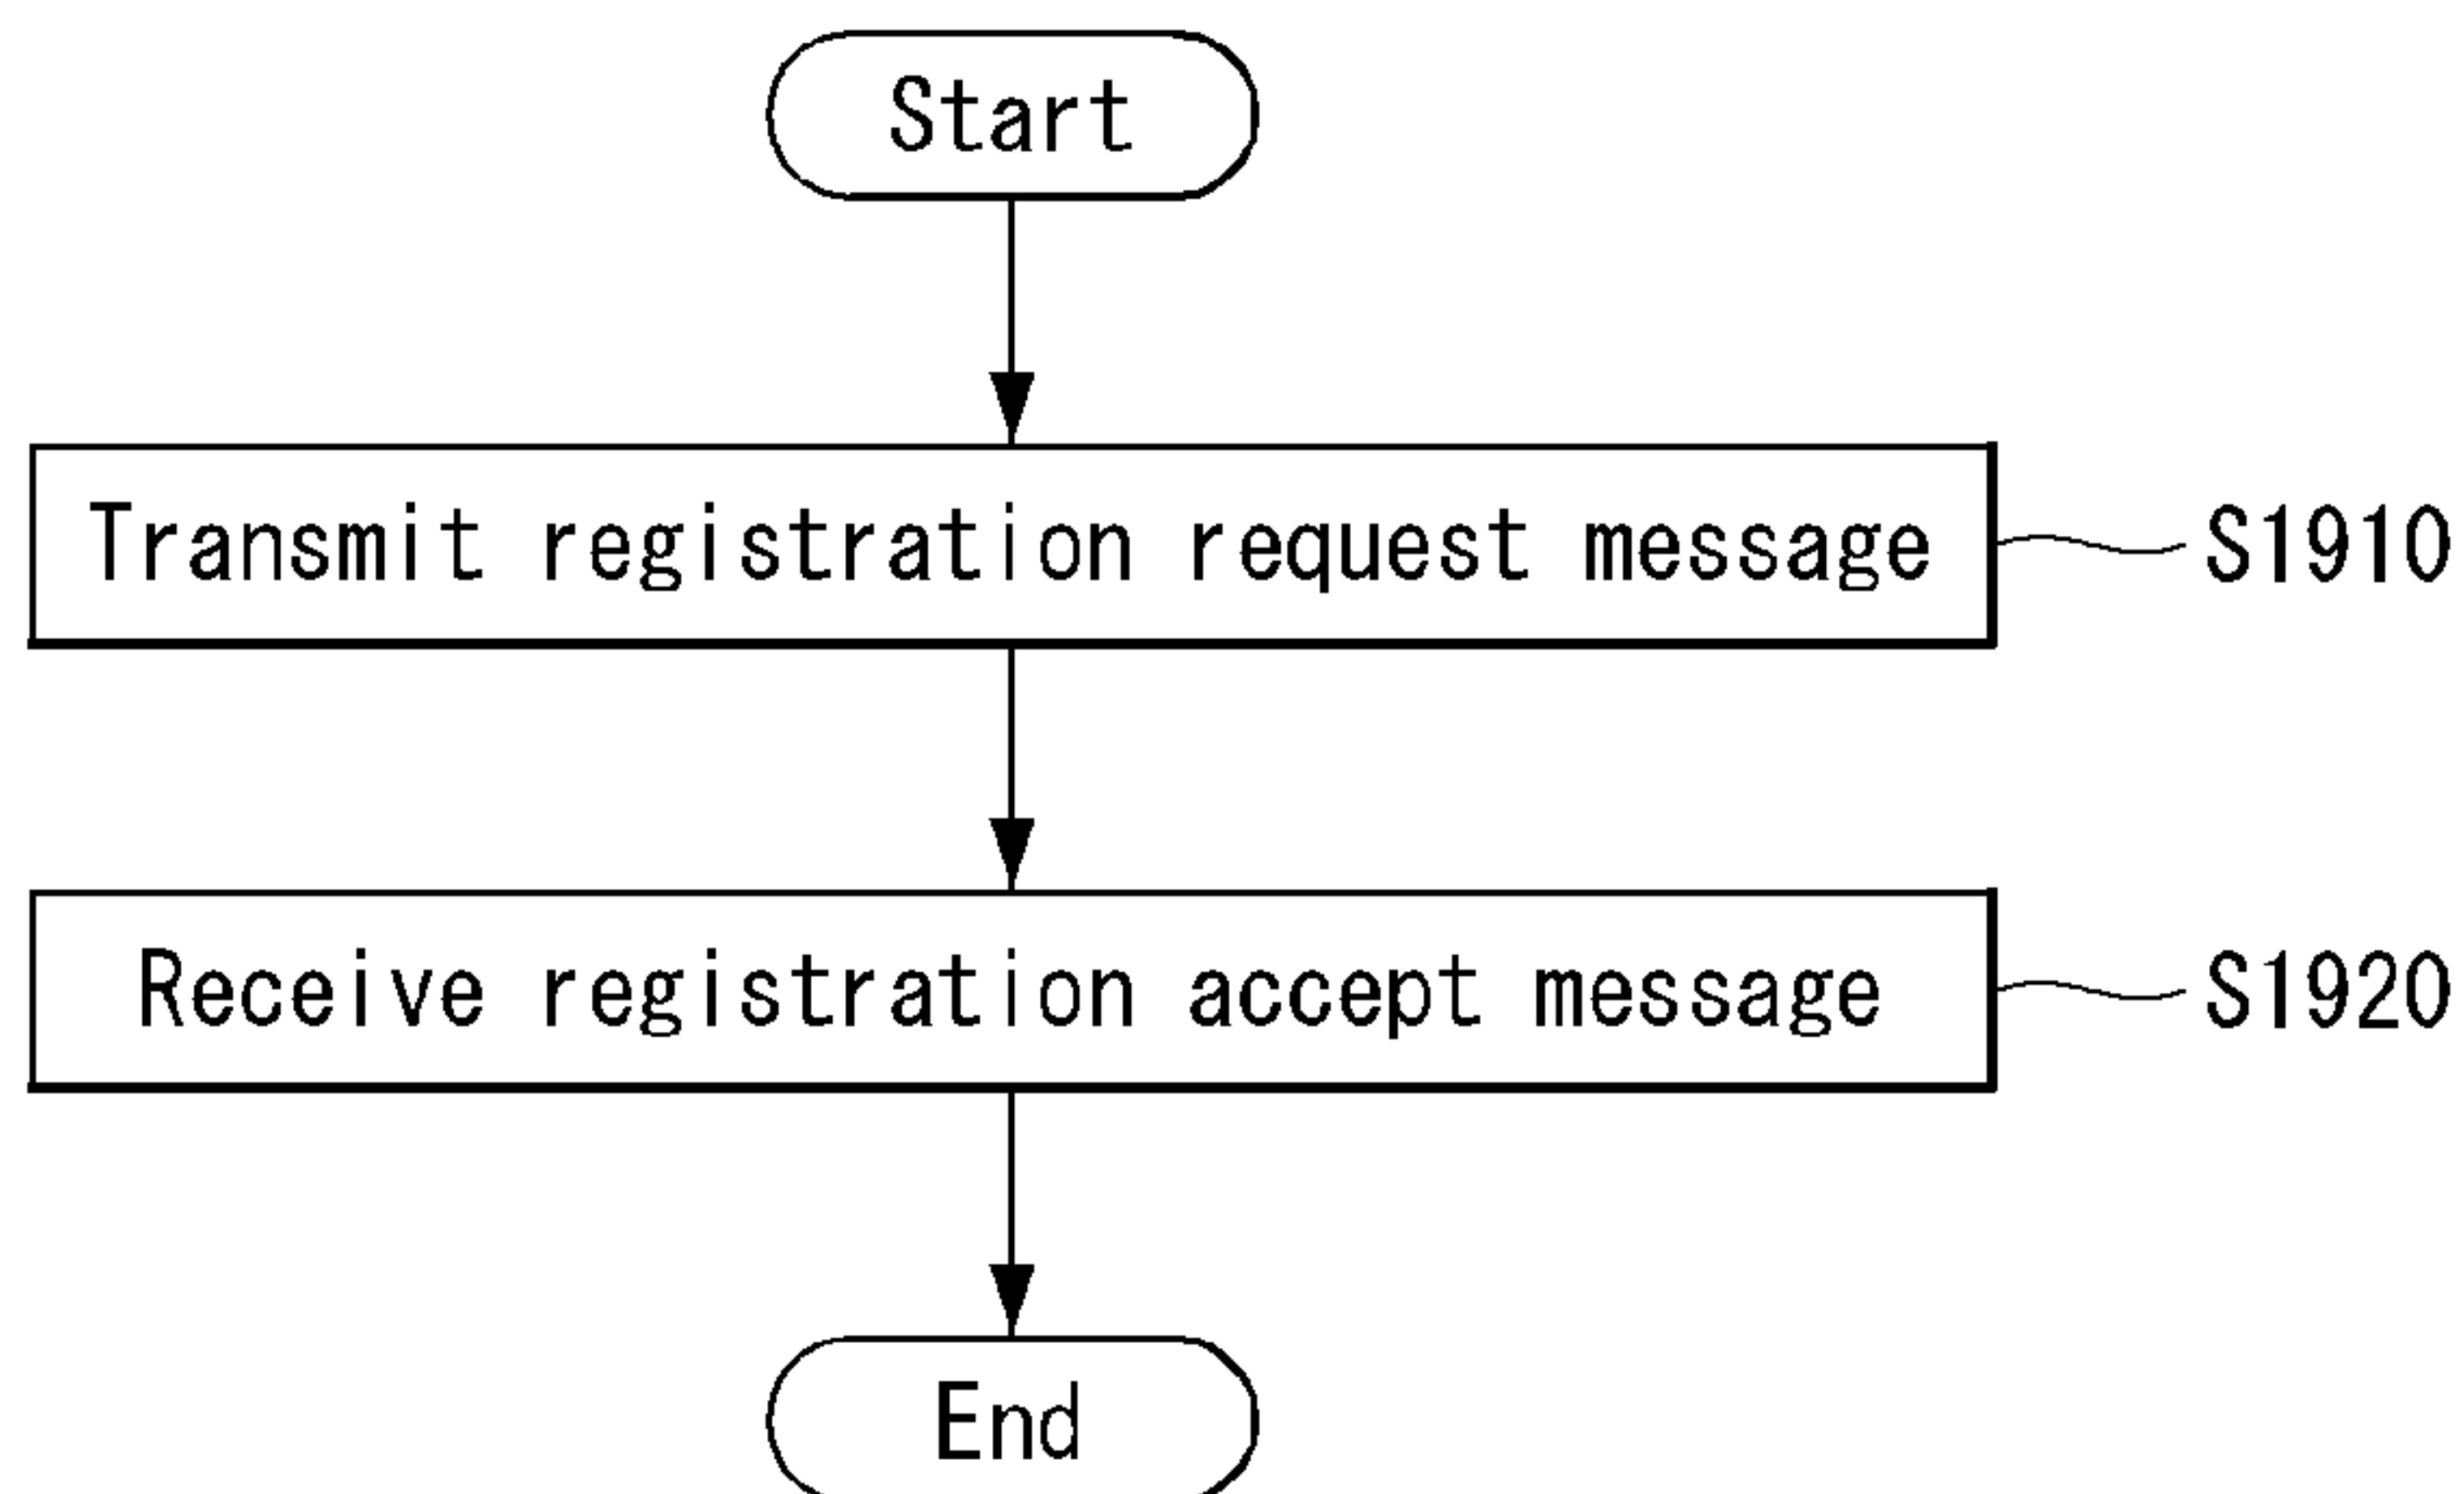 Start
Transmit registration request message
S1910
Receive registration accept message
S1920
End